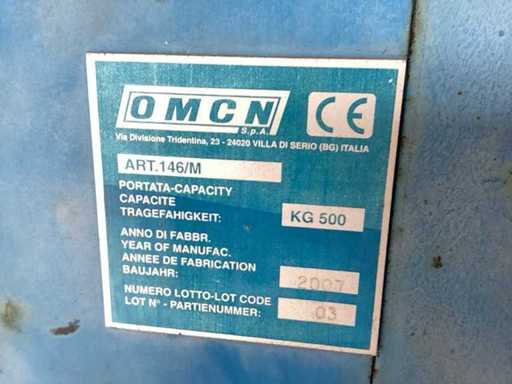 OMCN
S.p.A.
CE
Via Divisione Tridentina, 23 - 24020 VILLA DI SERIO (BG) ITALIA
ART.146/M
PORTATA-CAPACITY
CAPACITE
TRAGEFAHIGKEIT: KG 500
ANNO DI FABBR.
YEAR OF MANUFAC.
ANNEE DE FABRICATION
BAUJAHR: 2007
NUMERO LOTTO-LOT CODE
LOT N° - PARTIENUMMER: 03